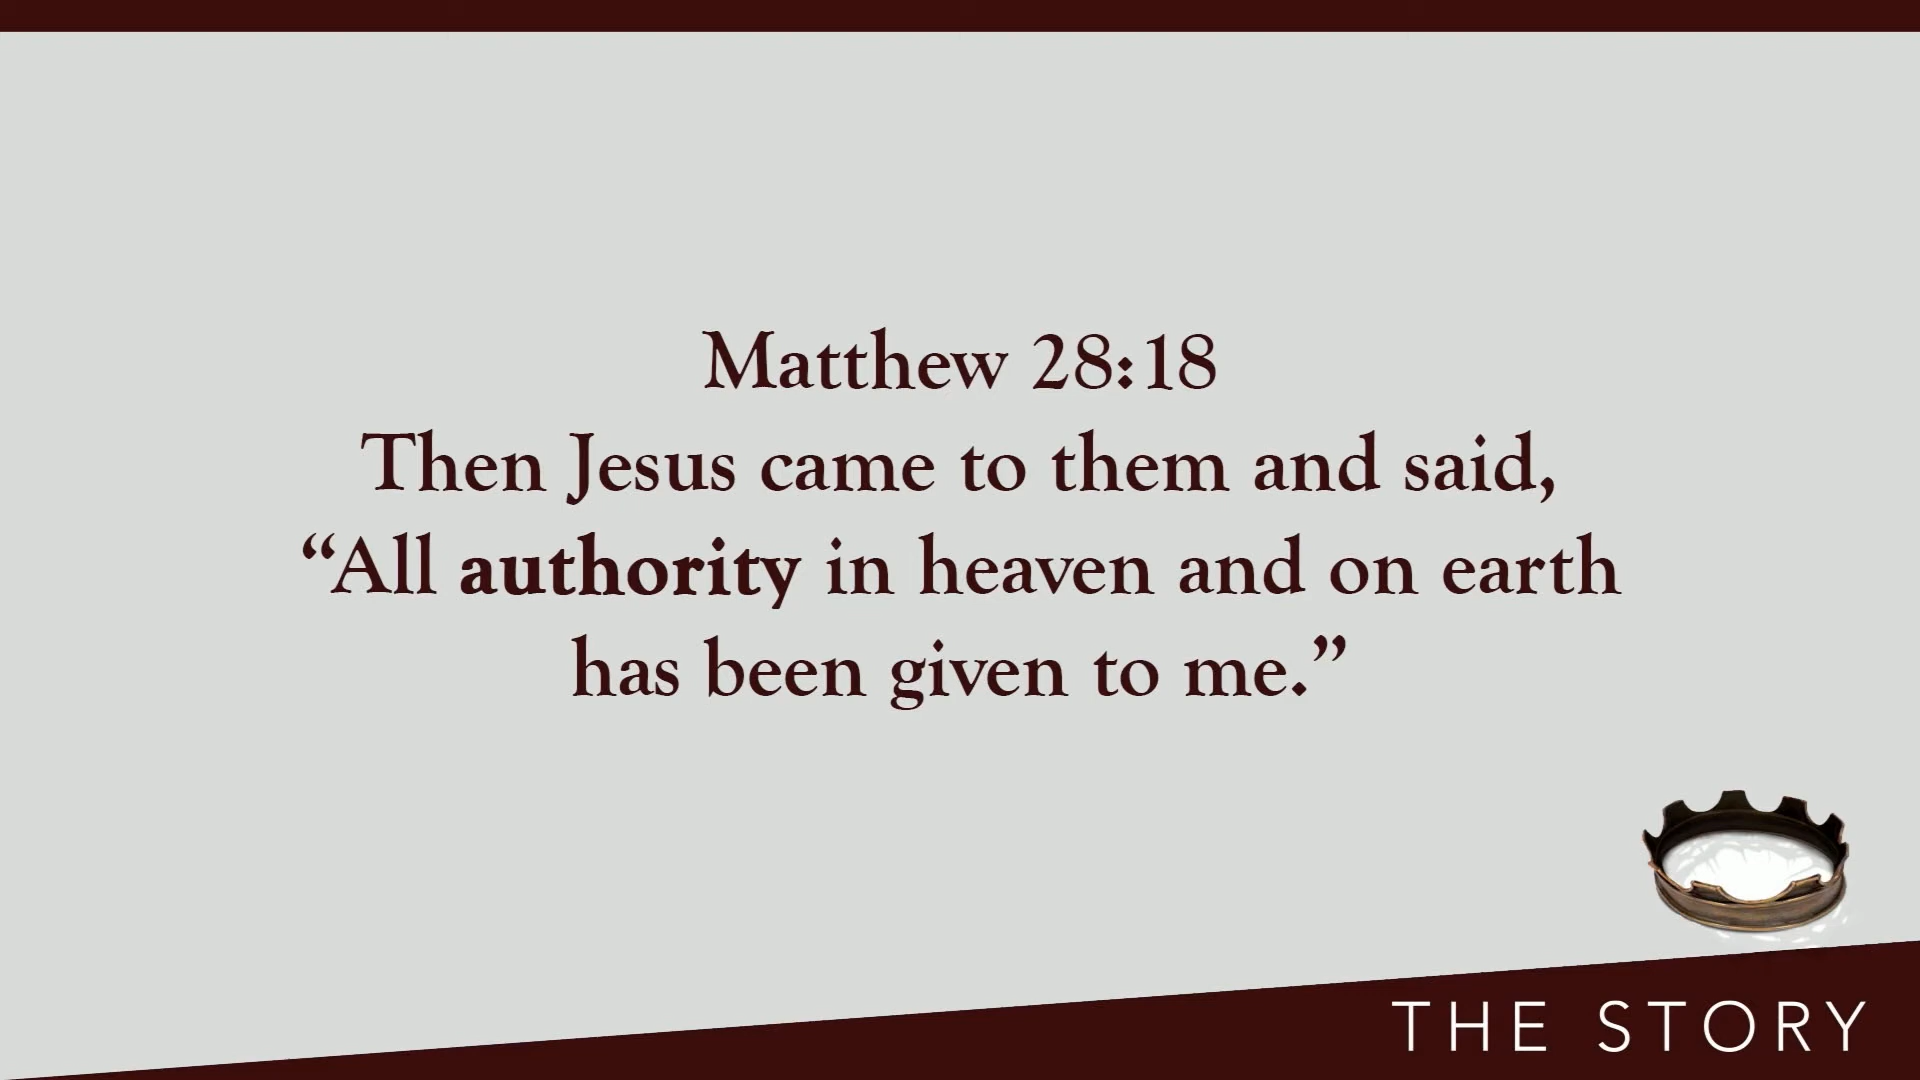 Matthew 28:18
Then Jesus came to them and said,
“All authority in heaven and on earth
has been given to me.”
THE STORY